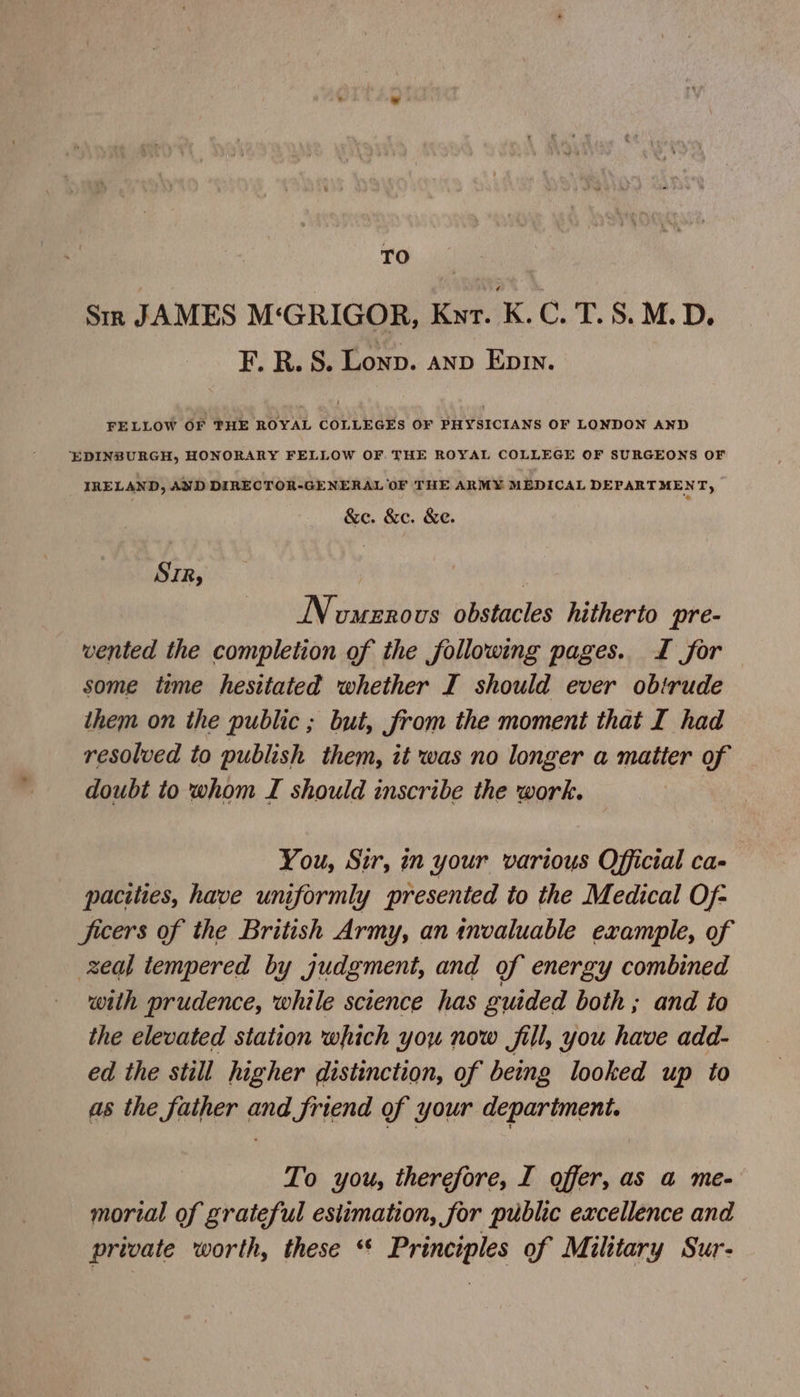 TO
Sir JAMES M‘GRIGOR, Knt. K. C. T. S. M. D.
F. R. S. Lond. and Edin.
FELLOW OF THE ROYAL COLLEGES OF PHYSICIANS OF LONDON AND
EDINBURGH, HONORARY FELLOW OF THE ROYAL COLLEGE OF SURGEONS OF
IRELAND, AND DIRECTOR-GENERAL OF THE ARMY MEDICAL DEPARTMENT,
&c. &c. &c.
Sir,
Numerous obstacles hitherto pre-
vented the completion of the following pages. I for
some time hesitated whether I should ever obtrude
them on the public; but, from the moment that I had
resolved to publish them, it was no longer a matter of
doubt to whom I should inscribe the work.
You, Sir, in your various Official ca-
pacities, have uniformly presented to the Medical Of-
ficers of the British Army, an invaluable example, of
zeal tempered by judgment, and of energy combined
with prudence, while science has guided both; and to
the elevated station which you now fill, you have add-
ed the still higher distinction, of being looked up to
as the father and friend of your department.
To you, therefore, I offer, as a me-
morial of grateful estimation, for public excellence and
private worth, these “ Principles of Military Sur-